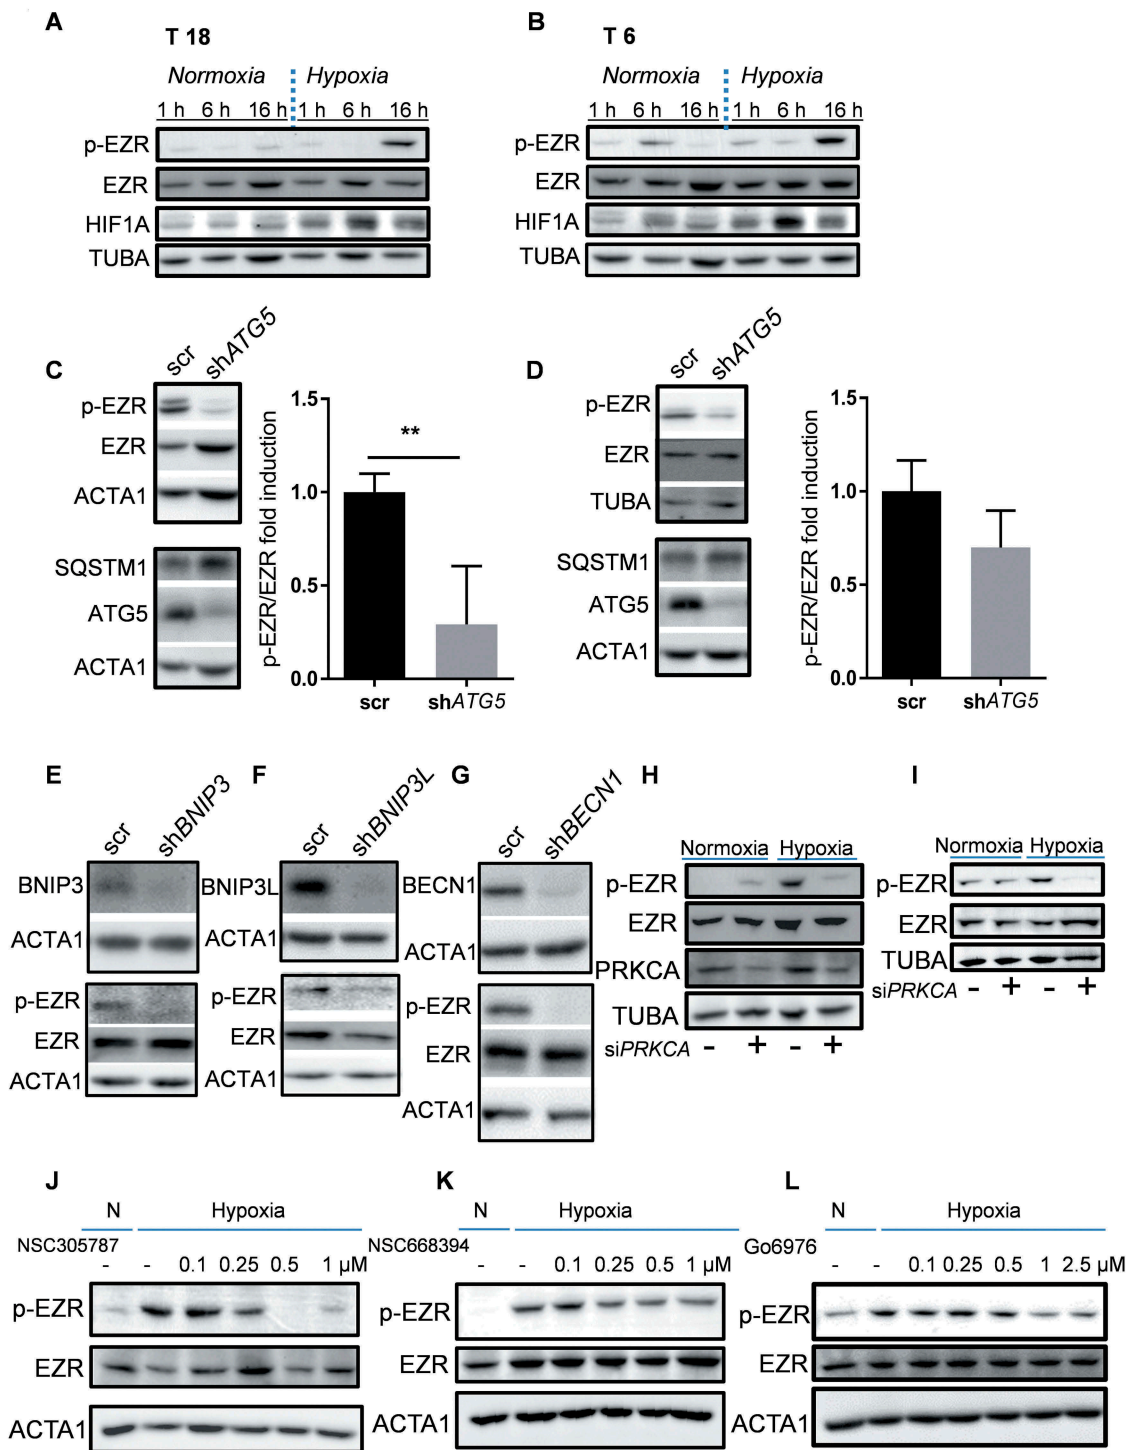 A
T 18
Normoxia Hypoxia
1 h 6 h 16 h 1 h 6 h 16 h
p-EZR
EZR
HIF1A
TUBA
B
T 6
Normoxia Hypoxia
1 h 6 h 16 h 1 h 6 h 16 h
p-EZR
EZR
HIF1A
TUBA
C
scr shATG5
p-EZR
EZR
ACTA1
SQSTM1
ATG5
ACTA1
p-EZR/EZR fold induction
1.5
1.0
0.5
0.0
**
scr shATG5
D
scr shATG5
p-EZR
EZR
TUBA
SQSTM1
ATG5
ACTA1
p-EZR/EZR fold induction
1.5
1.0
0.5
0.0
scr shATG5
E
scr shBNIP3
BNIP3
ACTA1
p-EZR
EZR
ACTA1
F
scr shBNIP3L
BNIP3L
ACTA1
p-EZR
EZR
ACTA1
G
scr shBECN1
BECN1
ACTA1
p-EZR
EZR
ACTA1
H
Normoxia Hypoxia
p-EZR
EZR
PRKCA
TUBA
siPRKCA - + - +
I
Normoxia Hypoxia
p-EZR
EZR
TUBA
siPRKCA - + - +
J
N Hypoxia
NSC305787
- - 0.1 0.25 0.5 1 µM
p-EZR
EZR
ACTA1
K
N Hypoxia
NSC668394
- - 0.1 0.25 0.5 1 µM
p-EZR
EZR
ACTA1
L
N Hypoxia
Go6976
- - 0.1 0.25 0.5 1 2.5 µM
p-EZR
EZR
ACTA1